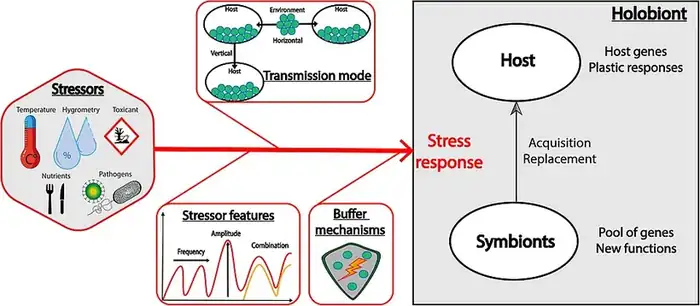 Stressors
Temperature
Hygrometry
Toxicant
%
Nutrients
Pathogens
Host
Environment
Host
Horizontal
Vertical
Host
Transmission mode
Stressor features
Amplitude
Frequency
Combination
Buffer
mechanisms
Stress
response
Holobiont
Host
Host genes
Plastic responses
Acquisition
Replacement
Symbionts
Pool of genes
New functions